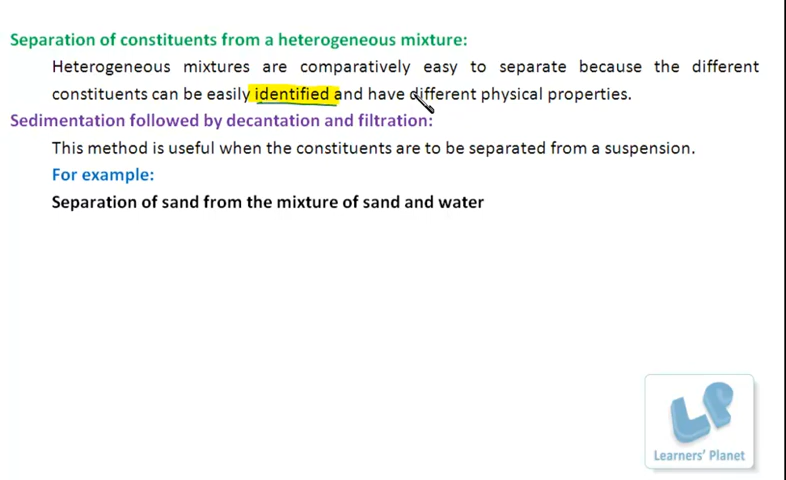 Separation of constituents from a heterogeneous mixture:
Heterogeneous mixtures are comparatively easy to separate because the different
constituents can be easily identified and have different physical properties.
Sedimentation followed by decantation and filtration:
This method is useful when the constituents are to be separated from a suspension.
For example:
Separation of sand from the mixture of sand and water
LP
Learners' Planet